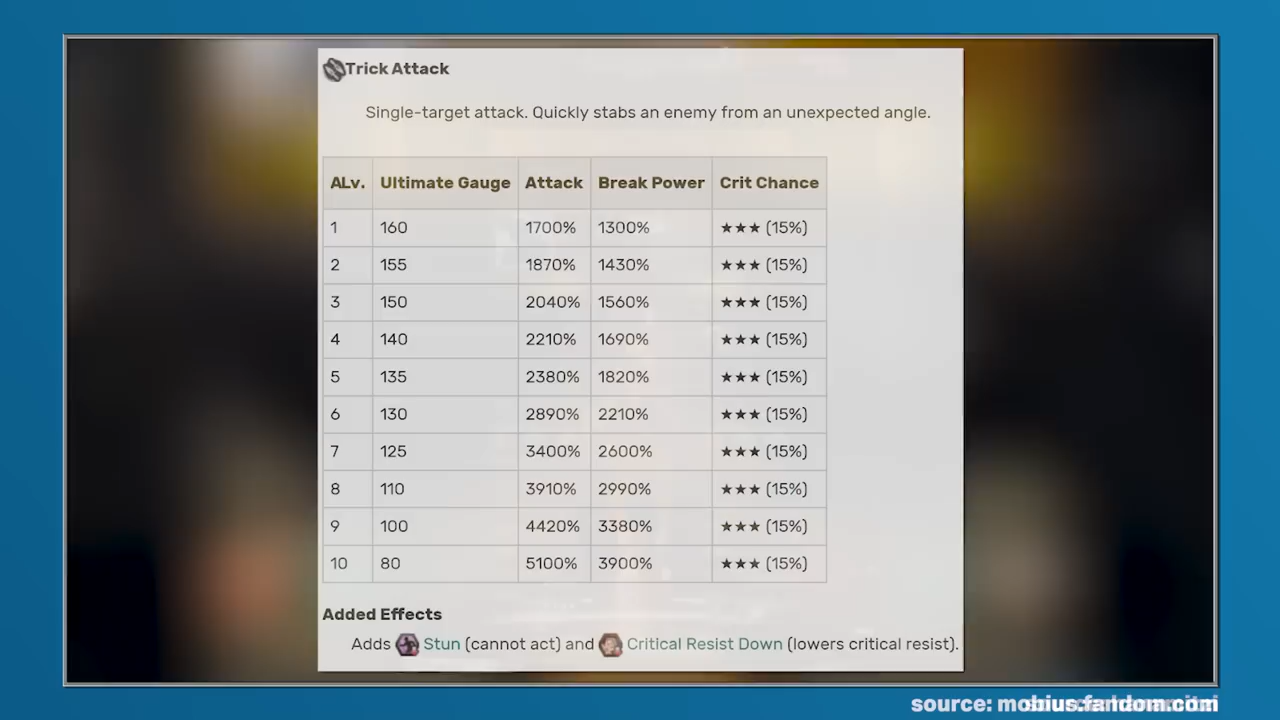 Trick Attack
Single-target attack. Quickly stabs an enemy from an unexpected angle.
ALv. Ultimate Gauge Attack Break Power Crit Chance
1 160 1700% 1300% ★★★ (15%)
2 155 1870% 1430% ★★★ (15%)
3 150 2040% 1560% ★★★ (15%)
4 140 2210% 1690% ★★★ (15%)
5 135 2380% 1820% ★★★ (15%)
6 130 2890% 2210% ★★★ (15%)
7 125 3400% 2600% ★★★ (15%)
8 110 3910% 2990% ★★★ (15%)
9 100 4420% 3380% ★★★ (15%)
10 80 5100% 3900% ★★★ (15%)
Added Effects
Adds Stun (cannot act) and Critical Resist Down (lowers critical resist).
source: mobius.fandom.com